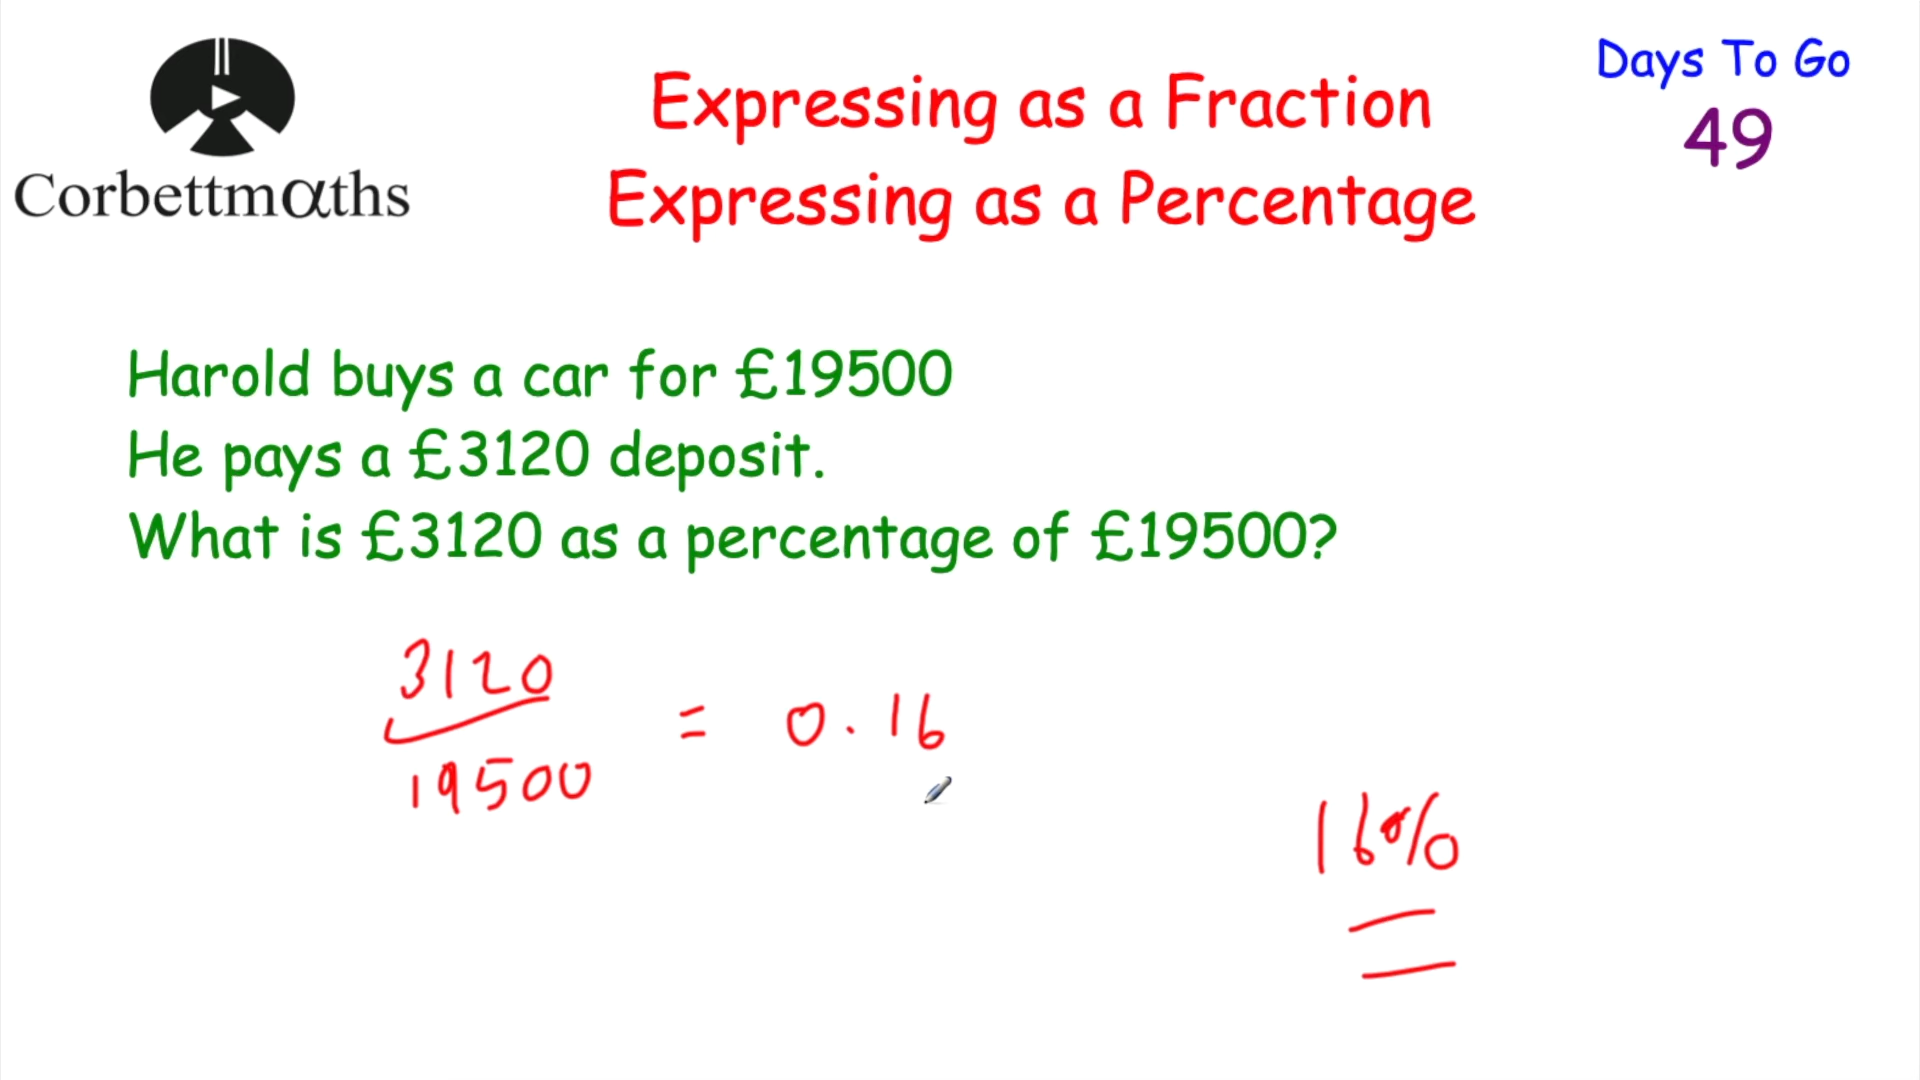 Corbettmαths
Expressing as a Fraction
Expressing as a Percentage
Days To Go
49
Harold buys a car for £19500
He pays a £3120 deposit.
What is £3120 as a percentage of £19500?
3120
19500
= 0.16
16%